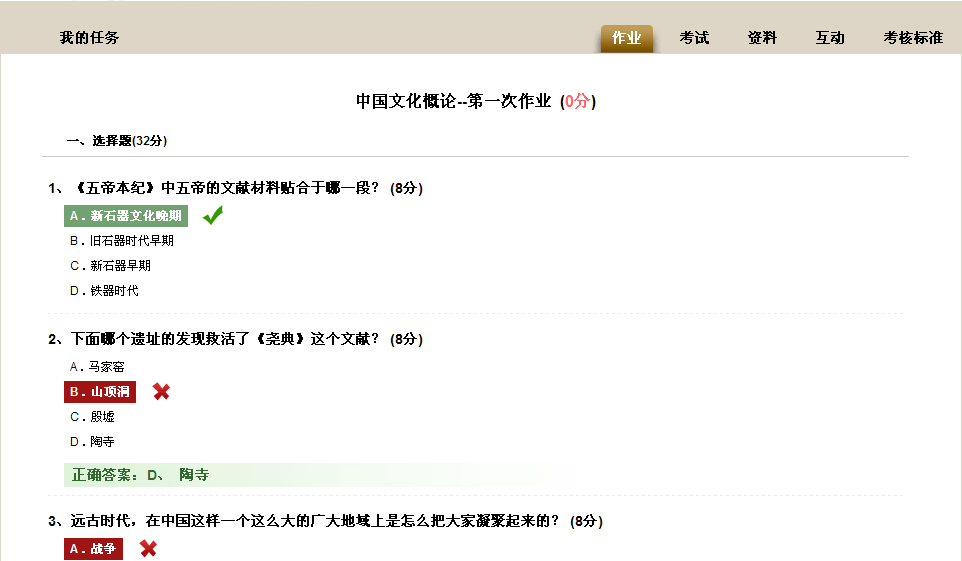 我的任务 作业 考试 资料 互动 考核标准
中国文化概论--第一次作业 (0分)
一、选择题(32分)
1、《五帝本纪》中五帝的文献材料贴合于哪一段？ (8分)
A．新石器文化晚期
B．旧石器时代早期
C．新石器早期
D．铁器时代
2、下面哪个遗址的发现救活了《尧典》这个文献？ (8分)
A．马家窑
B．山顶洞
C．殷墟
D．陶寺
正确答案：D、 陶寺
3、远古时代，在中国这样一个这么大的广大地域上是怎么把大家凝聚起来的？ (8分)
A．战争